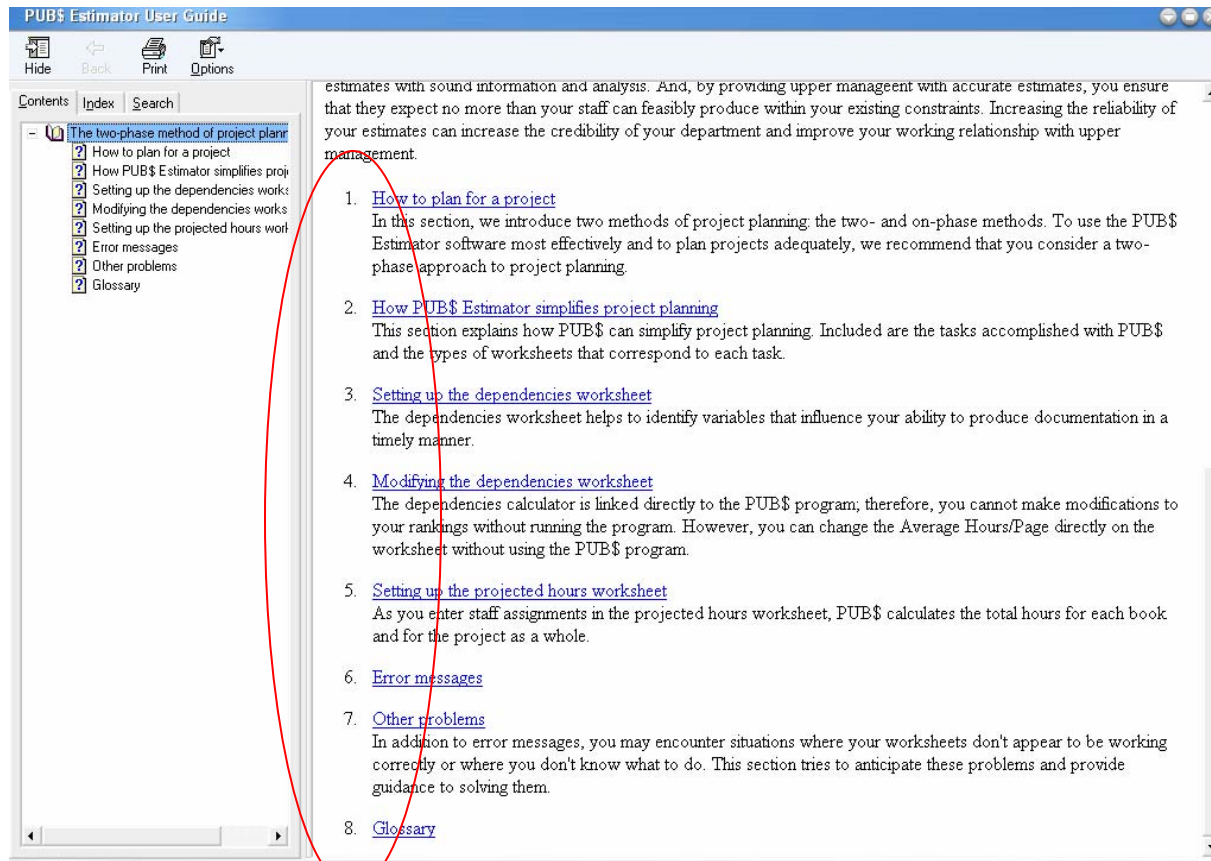 PUB$ Estimator User Guide
Hide Back Print Options
Contents Index Search
The two-phase method of project planr
How to plan for a project
How PUB$ Estimator simplifies proj
Setting up the dependencies works
Modifying the dependencies works
Setting up the projected hours work
Error messages
Other problems
Glossary
estimates with sound information and analysis. And, by providing upper manageent with accurate estimates, you ensure
that they expect no more than your staff can feasibly produce within your existing constraints. Increasing the reliability of
your estimates can increase the credibility of your department and improve your working relationship with upper
management.
1. How to plan for a project
In this section, we introduce two methods of project planning: the two- and on-phase methods. To use the PUB$
Estimator software most effectively and to plan projects adequately, we recommend that you consider a two-
phase approach to project planning.
2. How PUB$ Estimator simplifies project planning
This section explains how PUB$ can simplify project planning. Included are the tasks accomplished with PUB$
and the types of worksheets that correspond to each task.
3. Setting up the dependencies worksheet
The dependencies worksheet helps to identify variables that influence your ability to produce documentation in a
timely manner.
4. Modifying the dependencies worksheet
The dependencies calculator is linked directly to the PUB$ program; therefore, you cannot make modifications to
your rankings without running the program. However, you can change the Average Hours/Page directly on the
worksheet without using the PUB$ program.
5. Setting up the projected hours worksheet
As you enter staff assignments in the projected hours worksheet, PUB$ calculates the total hours for each book
and for the project as a whole.
6. Error messages
7. Other problems
In addition to error messages, you may encounter situations where your worksheets don't appear to be working
correctly or where you don't know what to do. This section tries to anticipate these problems and provide
guidance to solving them.
8. Glossary